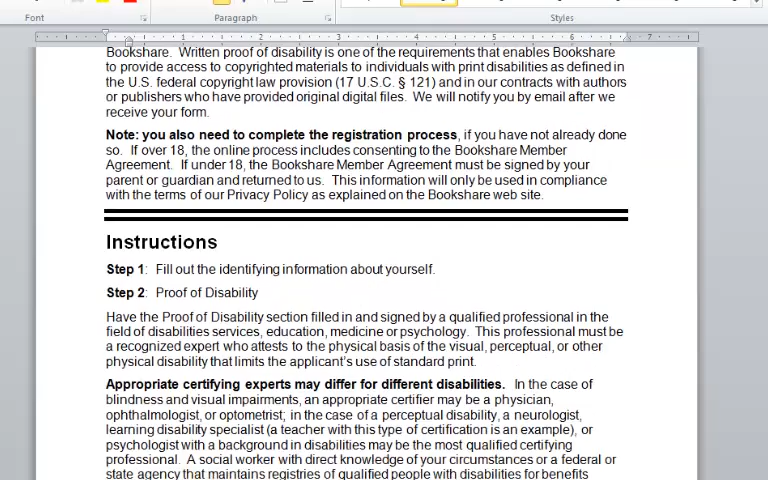 Font
Paragraph
Styles
1 2 3 4 5 6 7
Bookshare. Written proof of disability is one of the requirements that enables Bookshare
to provide access to copyrighted materials to individuals with print disabilities as defined in
the U.S. federal copyright law provision (17 U.S.C. § 121) and in our contracts with authors
or publishers who have provided original digital files. We will notify you by email after we
receive your form.
Note: you also need to complete the registration process, if you have not already done
so. If over 18, the online process includes consenting to the Bookshare Member
Agreement. If under 18, the Bookshare Member Agreement must be signed by your
parent or guardian and returned to us. This information will only be used in compliance
with the terms of our Privacy Policy as explained on the Bookshare web site.
Instructions
Step 1: Fill out the identifying information about yourself.
Step 2: Proof of Disability
Have the Proof of Disability section filled in and signed by a qualified professional in the
field of disabilities services, education, medicine or psychology. This professional must be
a recognized expert who attests to the physical basis of the visual, perceptual, or other
physical disability that limits the applicant's use of standard print.
Appropriate certifying experts may differ for different disabilities. In the case of
blindness and visual impairments, an appropriate certifier may be a physician,
ophthalmologist, or optometrist; in the case of a perceptual disability, a neurologist,
learning disability specialist (a teacher with this type of certification is an example), or
psychologist with a background in disabilities may be the most qualified certifying
professional. A social worker with direct knowledge of your circumstances or a federal or
state agency that maintains registries of qualified people with disabilities for benefits